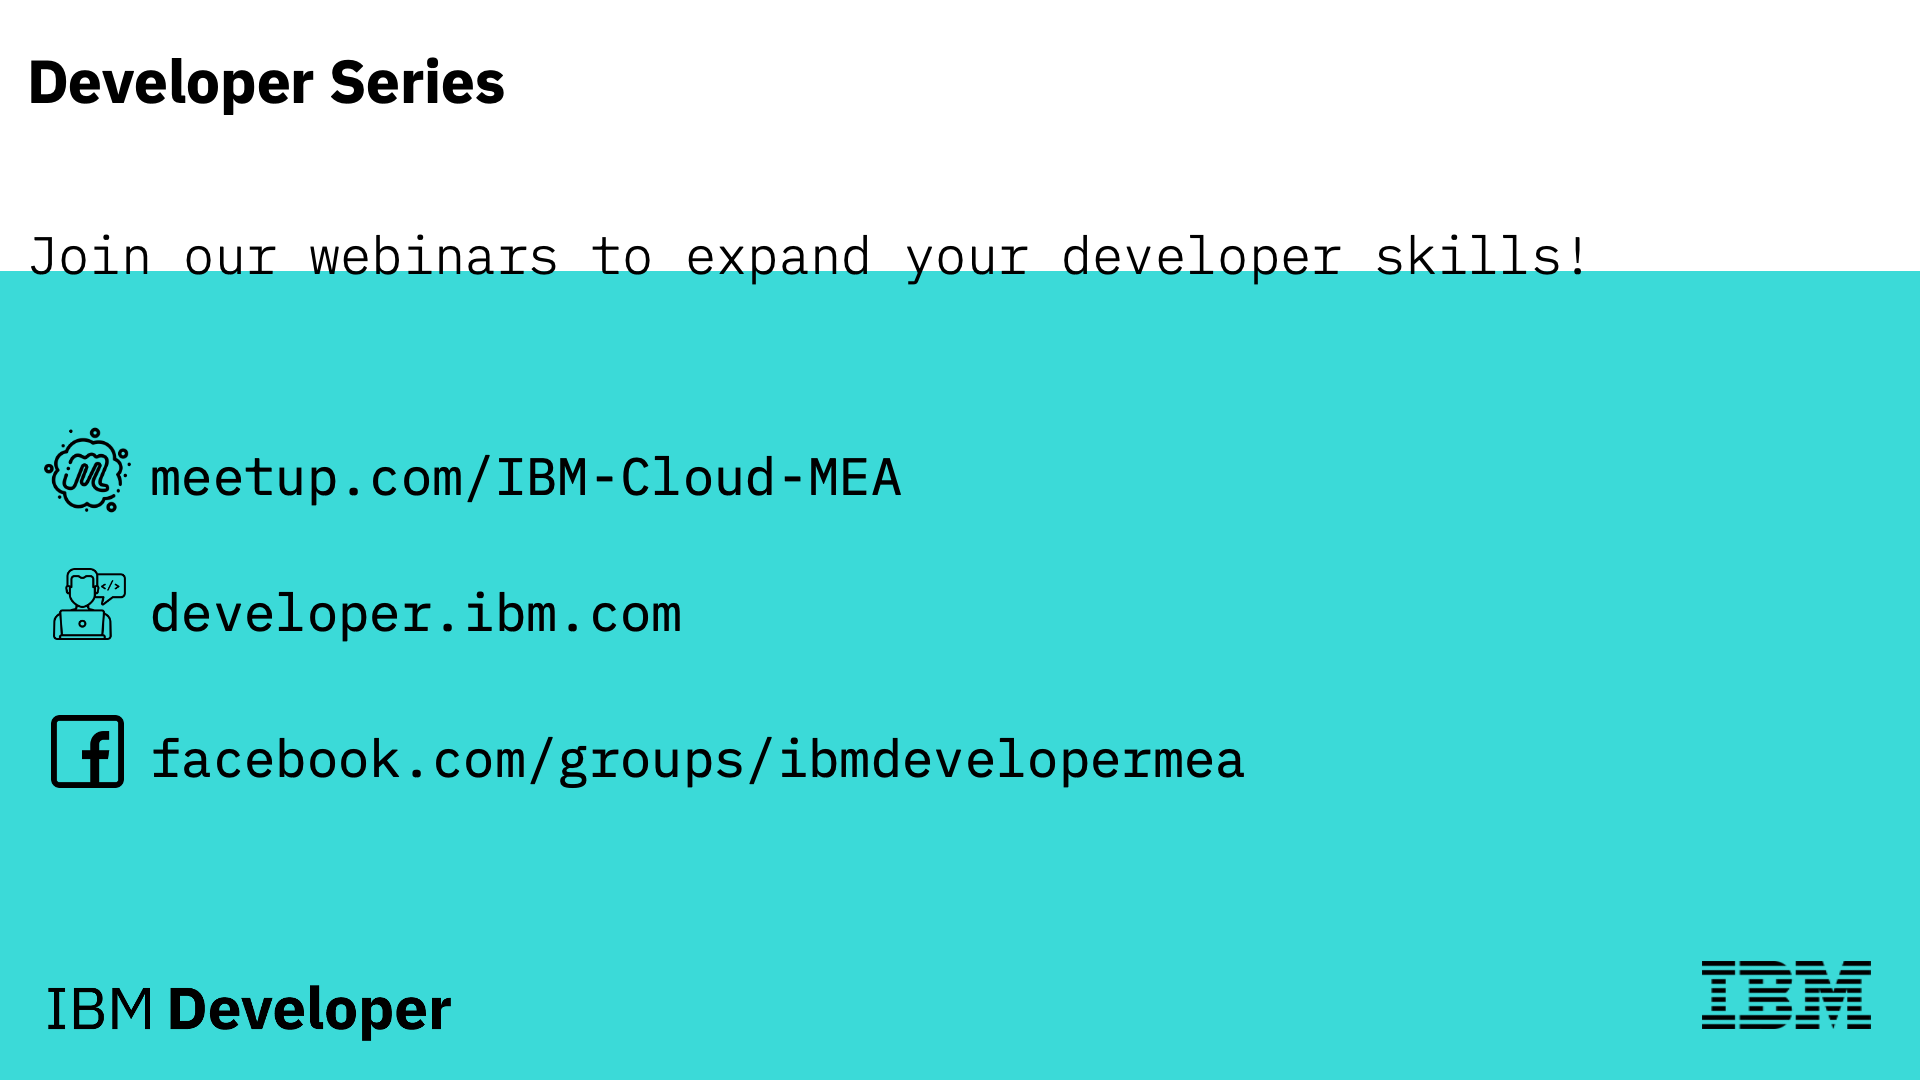 Developer Series
Join our webinars to expand your developer skills!
meetup.com/IBM-Cloud-MEA
</>
developer.ibm.com
facebook.com/groups/ibmdevelopermea
IBM Developer
IBM